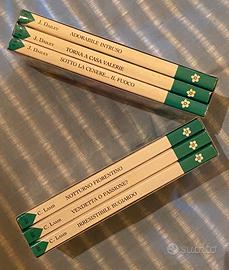 J. DAILEY ADORABILE INTRUSO
J. DAILEY TORNA A CASA VALERIE
J. DAILEY SOTTO LA CENERE... IL FUOCO
C. LAMB NOTTURNO FIORENTINO
C. LAMB VENDETTA O PASSIONE?
C. LAMB IRRESISTIBILE BUGIARDO
subito